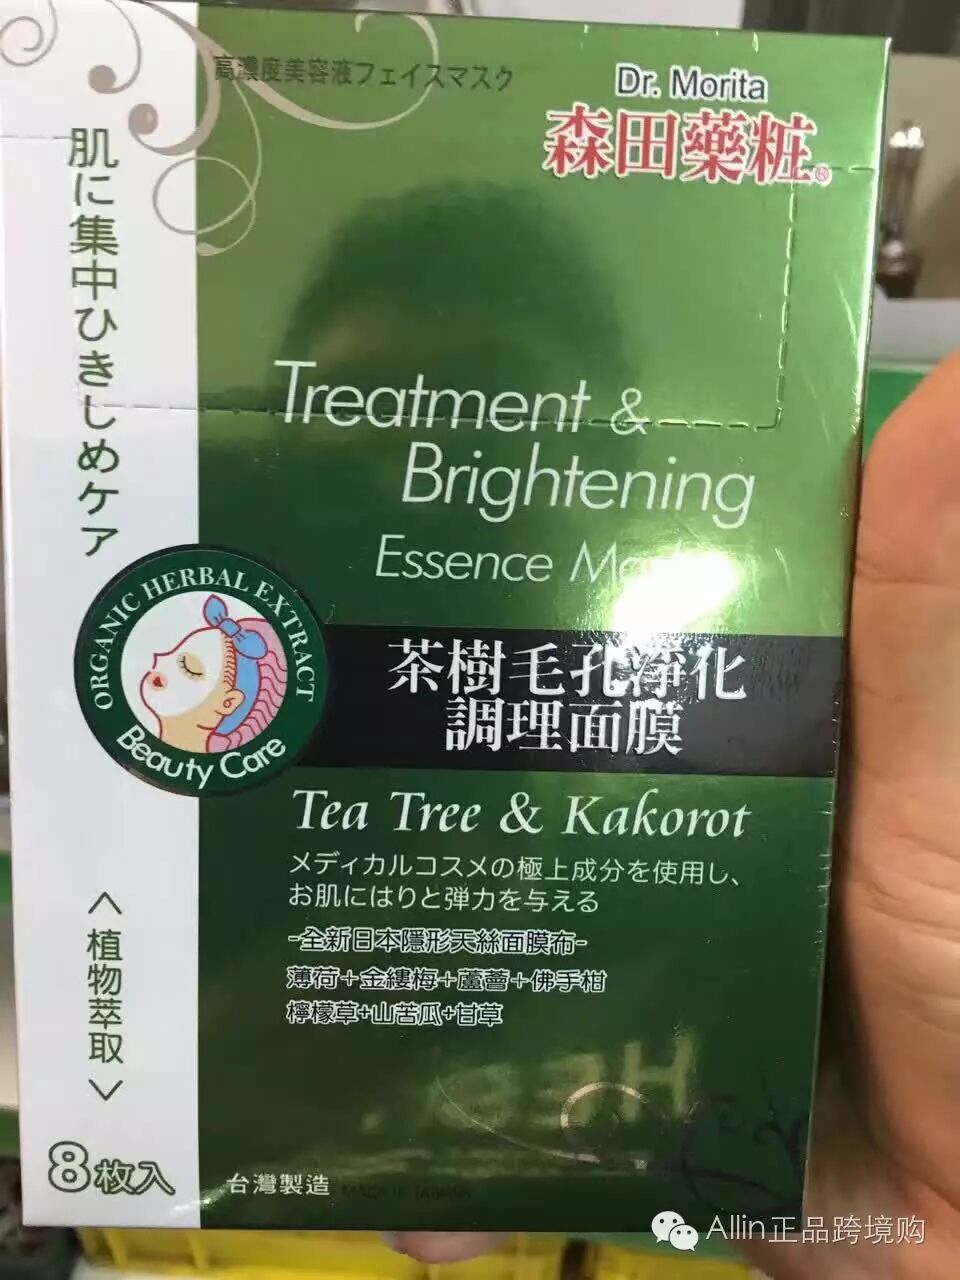 高濃度美容液フェイスマスク
Dr. Morita
森田藥粧®
肌に集中ひきしめケア
Treatment &
Brightening
Essence
ORGANIC HERBAL EXTRACT
Beauty Care
茶樹毛孔淨化
調理面膜
Tea Tree & Kakorot
メディカルコスメの極上成分を使用し、
お肌にはりと弾力を与える
-全新日本隱形天絲面膜布-
薄荷+金縷梅+蘆薈+佛手柑
檸檬草+山苦瓜+甘草
<植物萃取>
8枚入
台灣製造 MADE IN TAIWAN
Allin正品跨境购